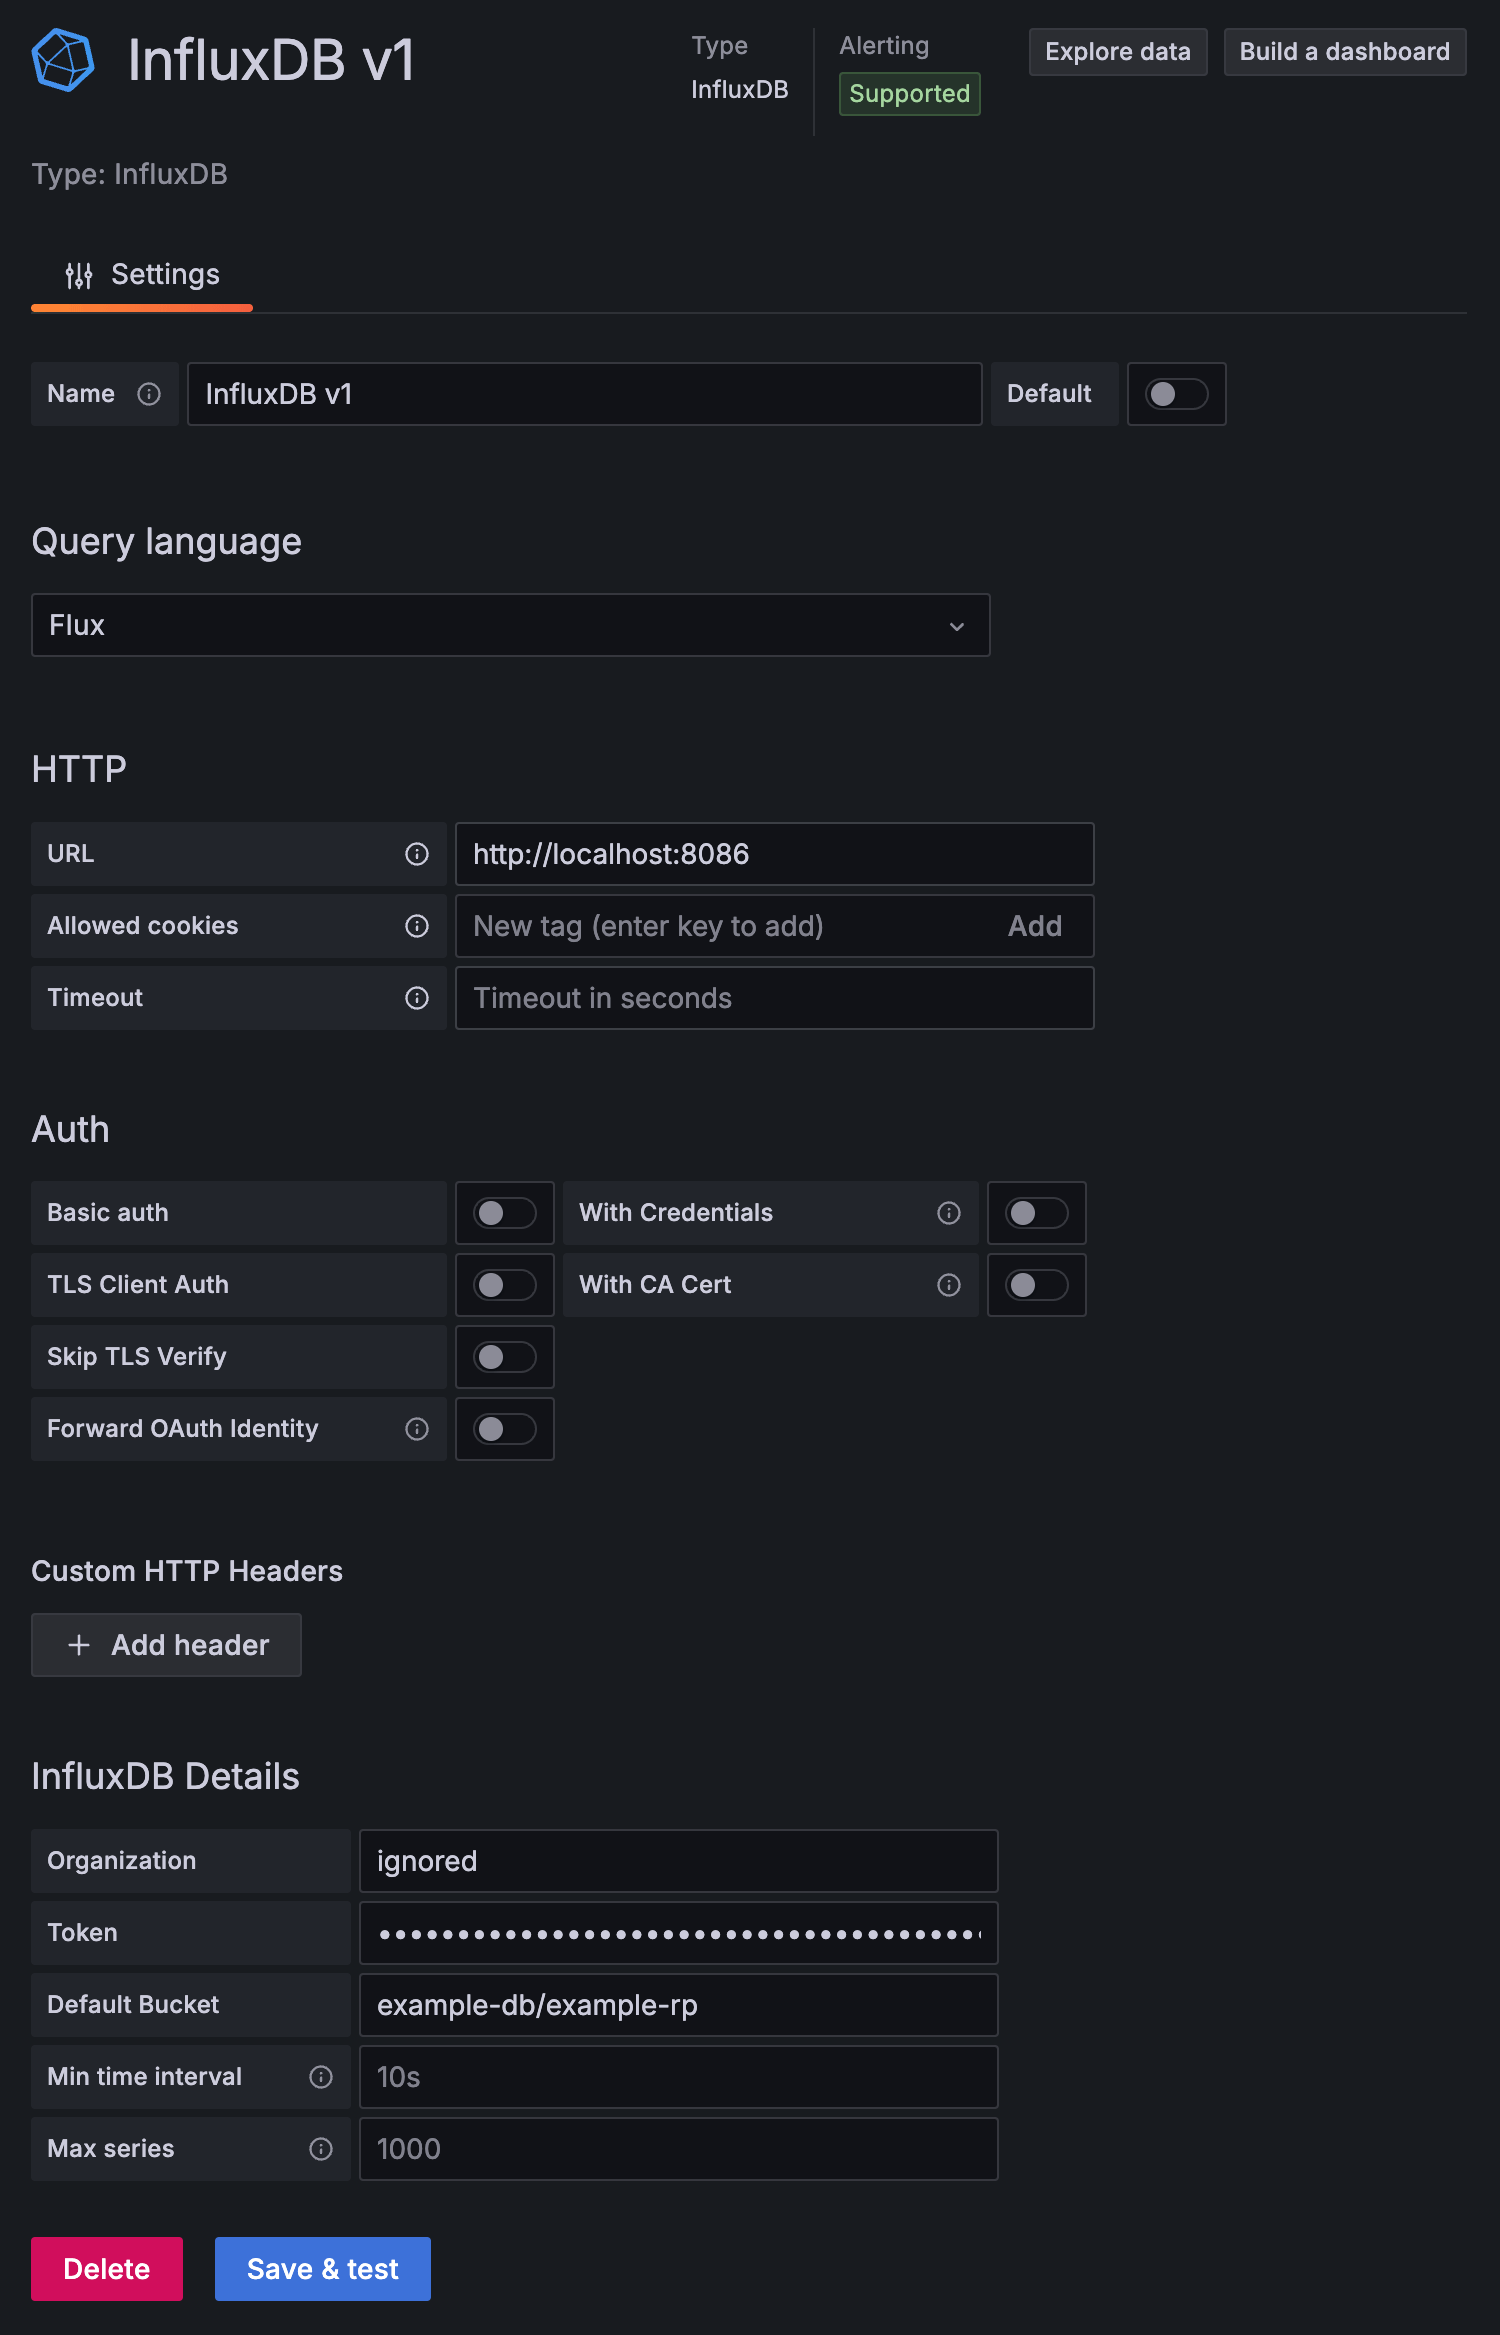 InfluxDB v1
Type
InfluxDB
Alerting
Supported
Explore data
Build a dashboard
Type: InfluxDB
Settings
Name
InfluxDB v1
Default
Query language
Flux
HTTP
URL
http://localhost:8086
Allowed cookies
New tag (enter key to add)
Add
Timeout
Timeout in seconds
Auth
Basic auth
With Credentials
TLS Client Auth
With CA Cert
Skip TLS Verify
Forward OAuth Identity
Custom HTTP Headers
Add header
InfluxDB Details
Organization
ignored
Token
Default Bucket
example-db/example-rp
Min time interval
10s
Max series
1000
Delete
Save & test